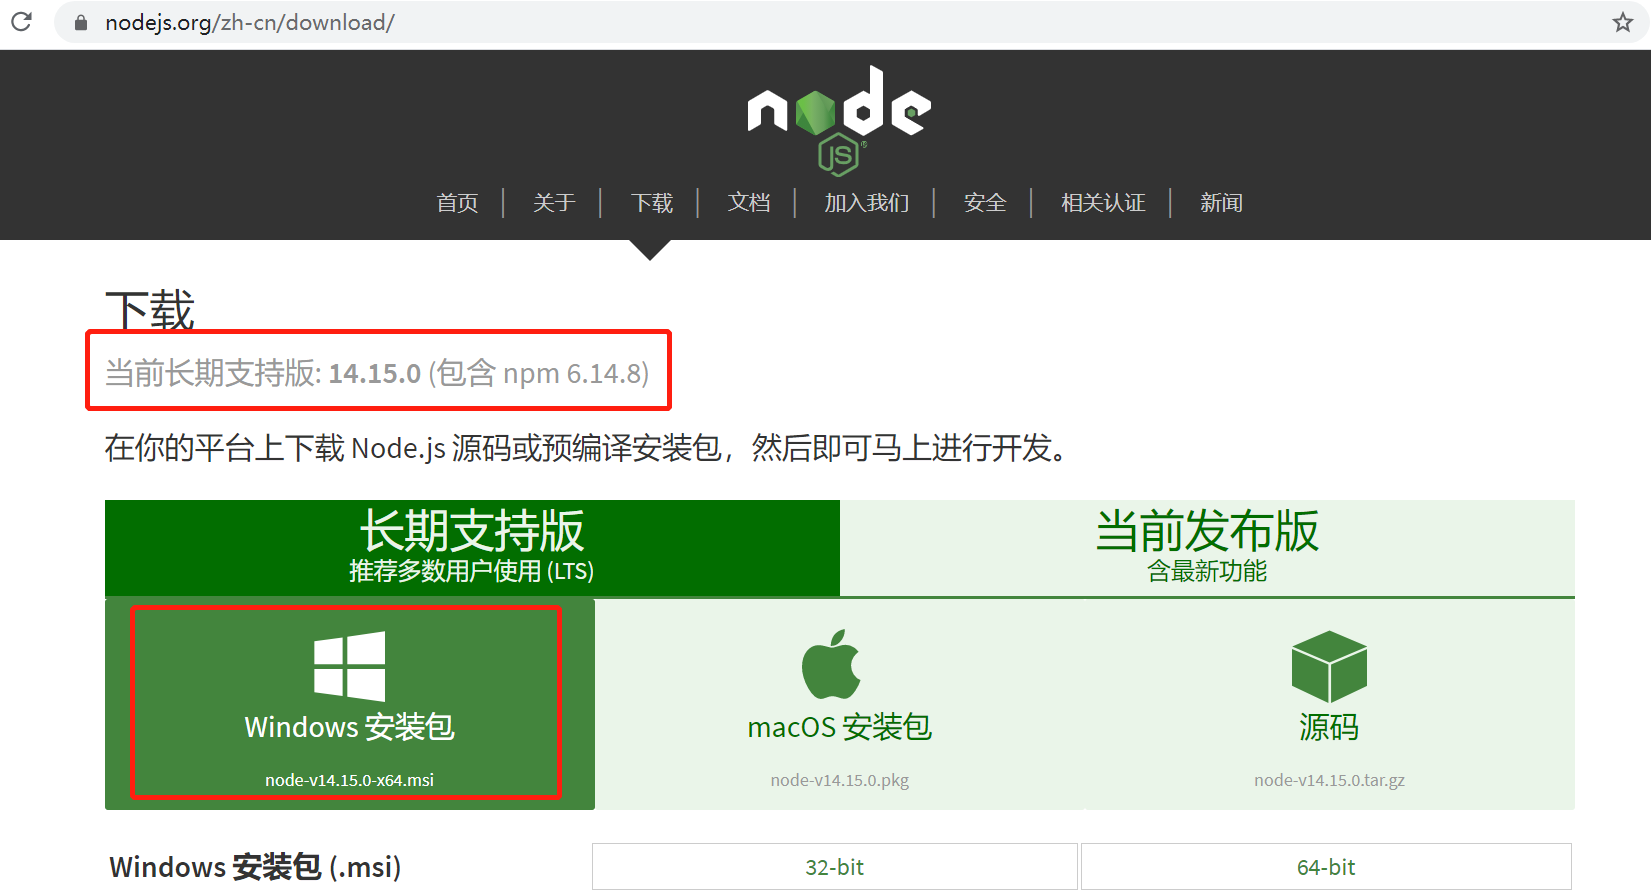 nodejs.org/zh-cn/download/
node
JS®
首页 | 关于 | 下载 | 文档 | 加入我们 | 安全 | 相关认证 | 新闻
下载
当前长期支持版: 14.15.0 (包含 npm 6.14.8)
在你的平台上下载 Node.js 源码或预编译安装包，然后即可马上进行开发。
长期支持版
推荐多数用户使用 (LTS)
当前发布版
含最新功能
Windows 安装包
node-v14.15.0-x64.msi
macOS 安装包
node-v14.15.0.pkg
源码
node-v14.15.0.tar.gz
Windows 安装包 (.msi)
32-bit
64-bit